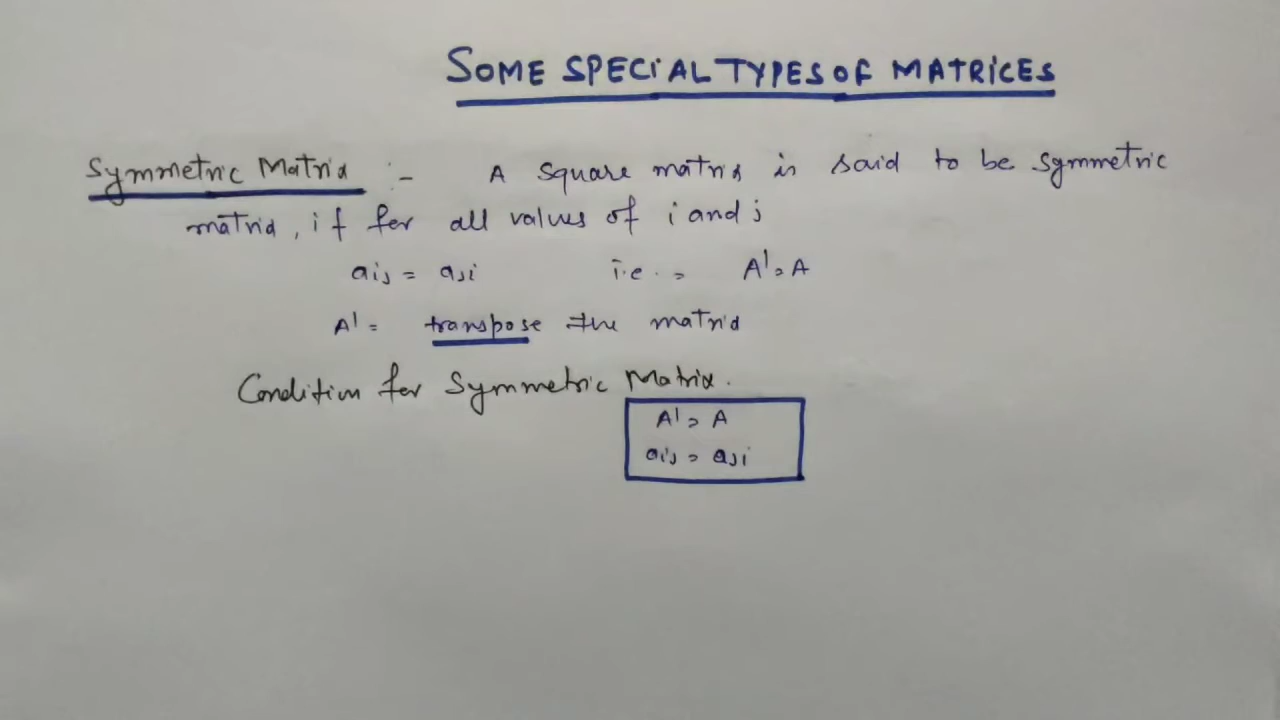 SOME SPECIAL TYPES OF MATRICES
Symmetric Matrix :- A square matrix is said to be symmetric
matrix, if for all values of i and j
aij = aji i.e. = A' = A
A' = transpose the matrix
Condition for Symmetric Matrix.
A' = A
aij = aji